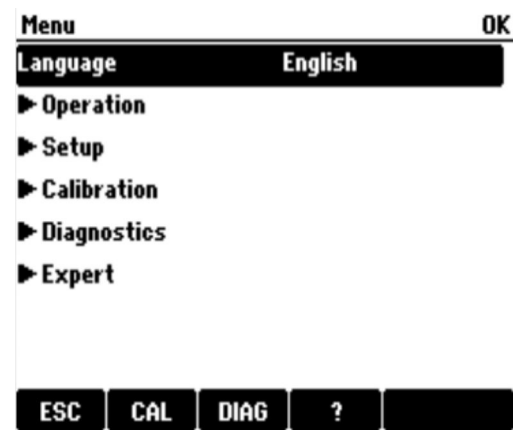 Menu OK
Language English
▶ Operation
▶ Setup
▶ Calibration
▶ Diagnostics
▶ Expert
ESC CAL DIAG ?